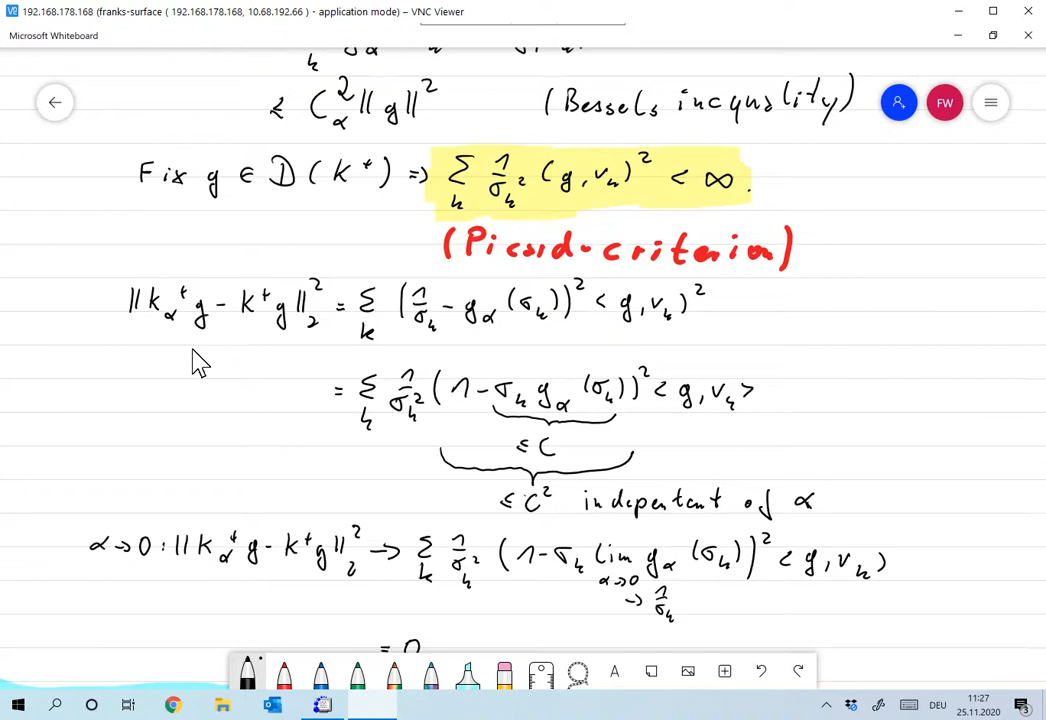 192.168.178.168 (franks-surface ( 192.168.178.168, 10.68.192.66 ) - application mode) – VNC Viewer
Microsoft Whiteboard
≤ C_α² ‖g‖² (Bessels inequality)
FW
Fix g ∈ D(K⁺) ⇒ Σ_k 1/σ_k² (g, v_k)² < ∞.
(Picard-criterion)
‖K_α⁺ g − K⁺ g‖₂² = Σ_k (1/σ_k − g_α(σ_k))² <g, v_k)²
= Σ_k 1/σ_k² (1 − σ_k g_α(σ_k))² <g, v_k>
≤ C
≤ C² indepentent of α
α → 0 : ‖K_α⁺ g − K⁺ g‖₂² → Σ_k 1/σ_k² (1 − σ_k lim_{α→0} g_α(σ_k))² <g, v_k)
→ 1/σ_k
= 0
A
DEU
11:27
25.11.2020
3